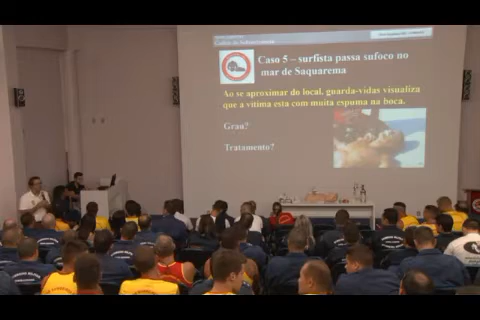 Caso 5 – surfista passa sufoco no
mar de Saquarema
Ao se aproximar do local, guarda-vidas visualiza
que a vítima esta com muita espuma na boca.
Grau?
Tratamento?